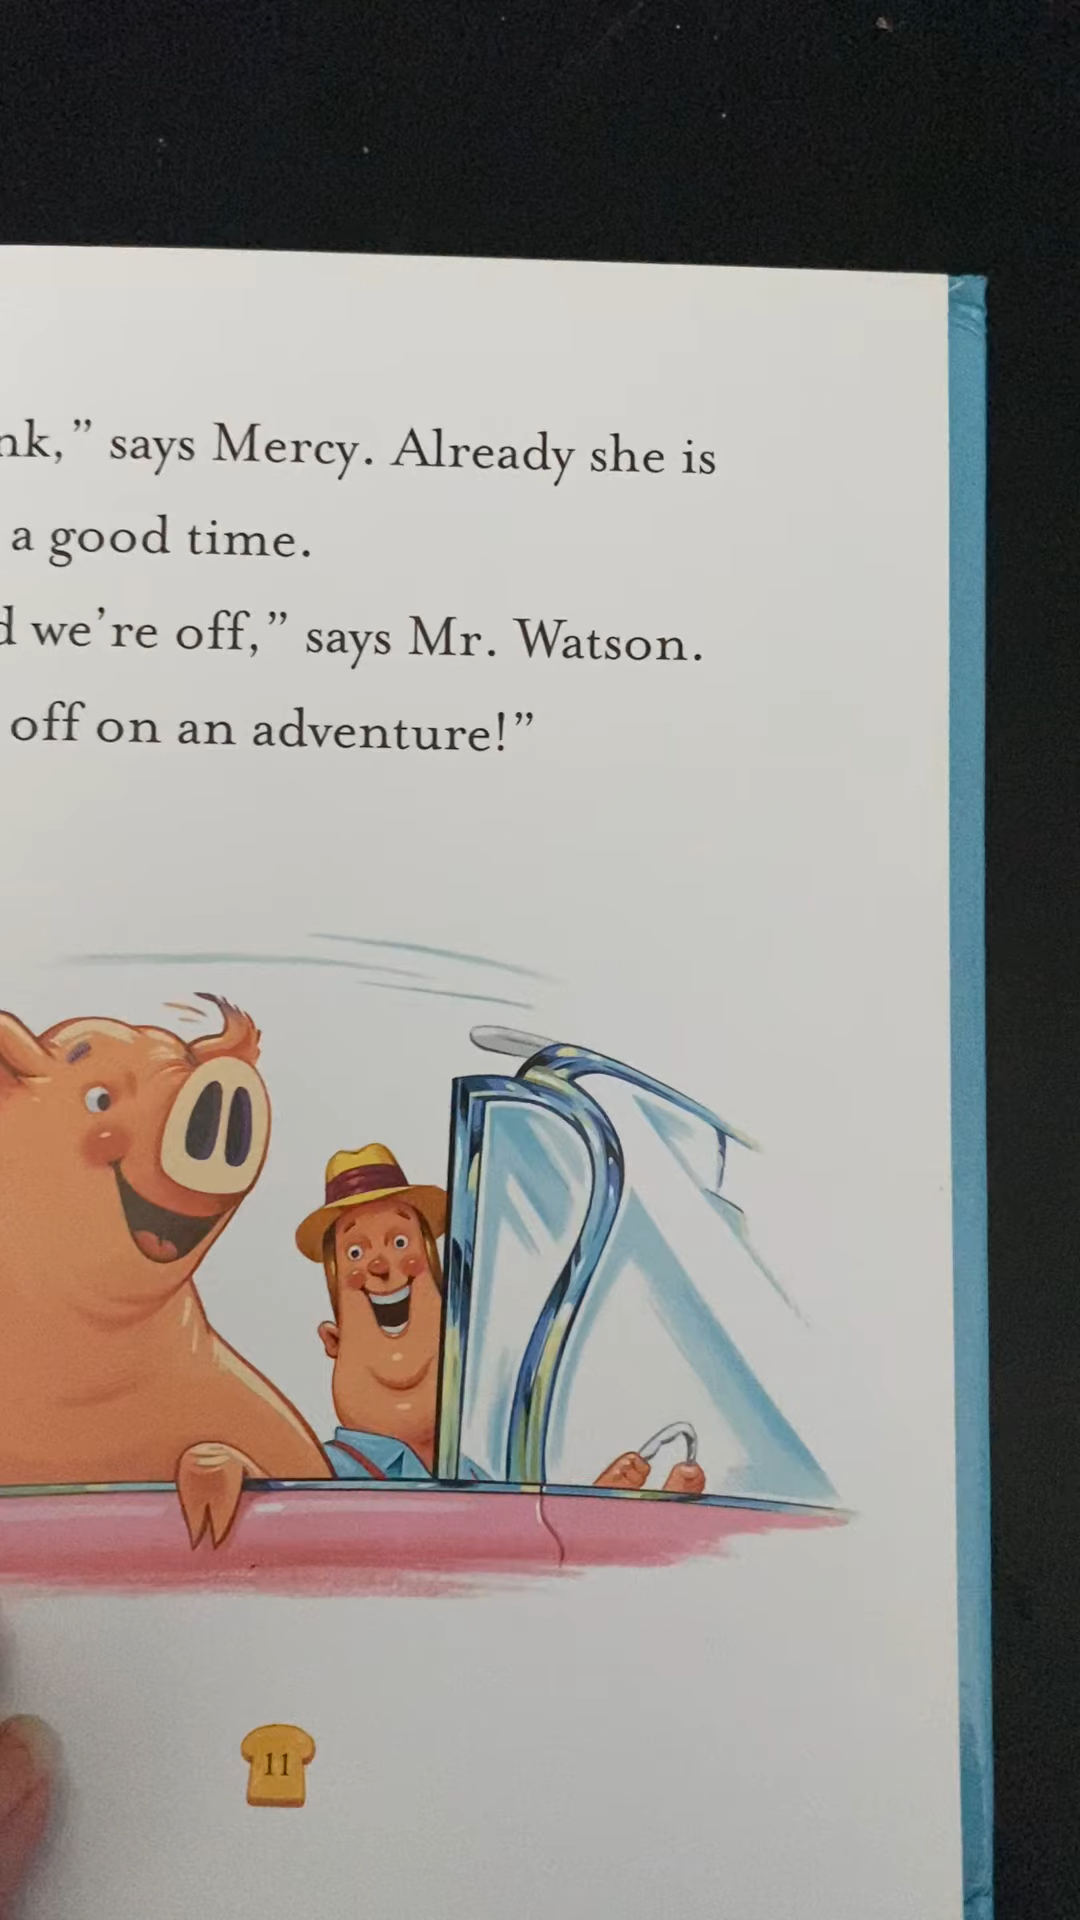 nk,” says Mercy. Already she is
a good time.
d we’re off,” says Mr. Watson.
off on an adventure!”
11